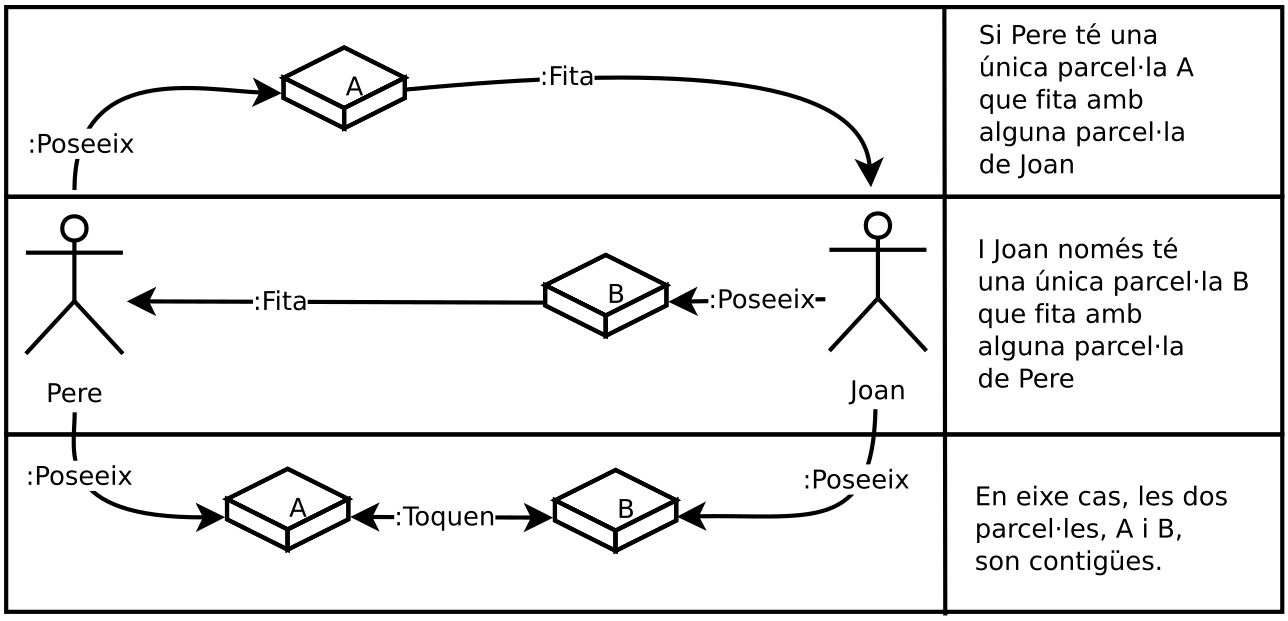 A
:Fita
:Poseeix
Si Pere té una
única parcel·la A
que fita amb
alguna parcel·la
de Joan
B
:Fita
:Poseeix
Pere
Joan
I Joan només té
una única parcel·la B
que fita amb
alguna parcel·la
de Pere
:Poseeix
A
:Toquen
B
:Poseeix
En eixe cas, les dos
parcel·les, A i B,
son contigües.